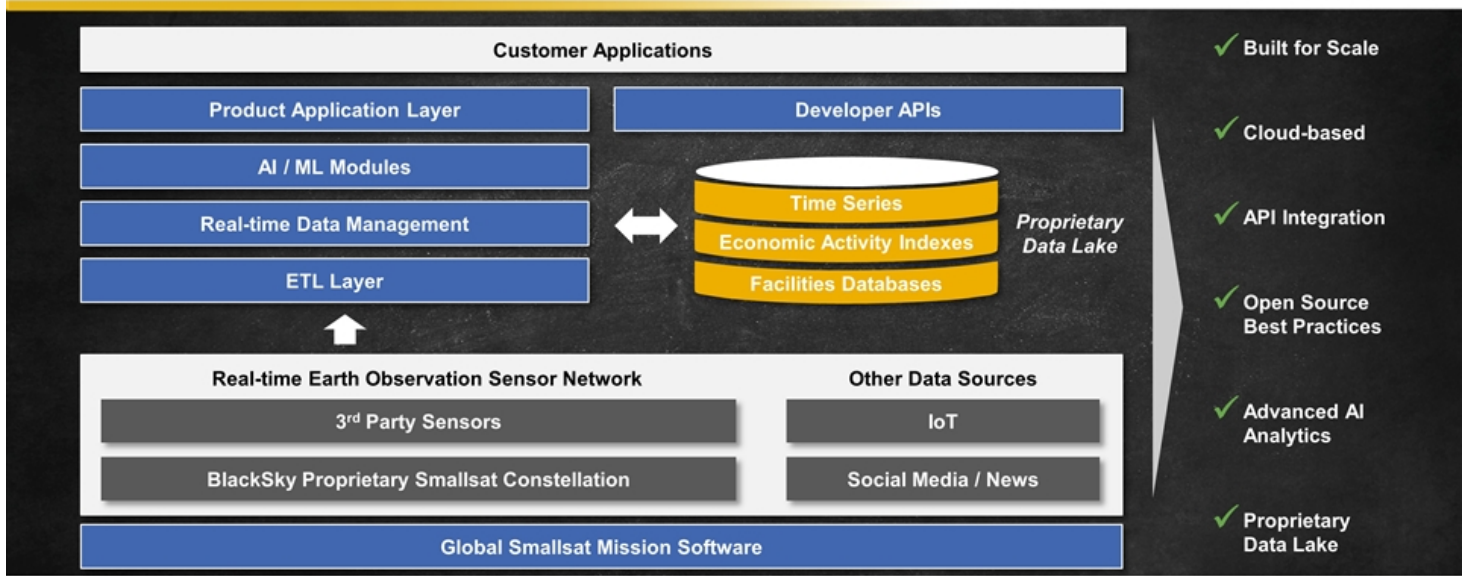 Customer Applications
Product Application Layer
Developer APIs
AI / ML Modules
Real-time Data Management
ETL Layer
Time Series
Economic Activity Indexes
Facilities Databases
Proprietary
Data Lake
Real-time Earth Observation Sensor Network
3rd Party Sensors
BlackSky Proprietary Smallsat Constellation
Other Data Sources
IoT
Social Media / News
Global Smallsat Mission Software
Built for Scale
Cloud-based
API Integration
Open Source
Best Practices
Advanced AI
Analytics
Proprietary
Data Lake